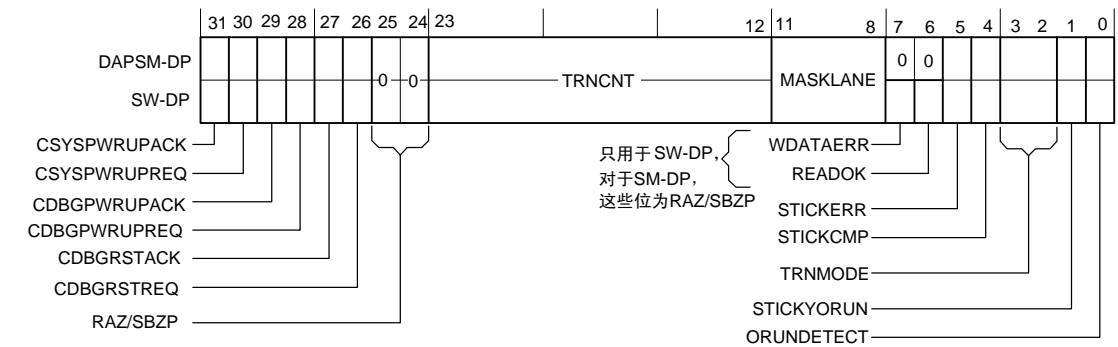 31 30 29 28 27 26 25 24 23 12 11 8 7 6 5 4 3 2 1 0
DAPSM-DP
0 0
0 0
TRNCNT
MASKLANE
SW-DP
CSYSPWRUPACK
CSYSPWRUPREQ
CDBGPWRUPACK
CDBGPWRUPREQ
CDBGRSTACK
CDBGRSTREQ
RAZ/SBZP
只用于SW-DP,
对于SM-DP，
这些位为RAZ/SBZP
WDATAERR
READOK
STICKERR
STICKCMP
TRNMODE
STICKYORUN
ORUNDETECT